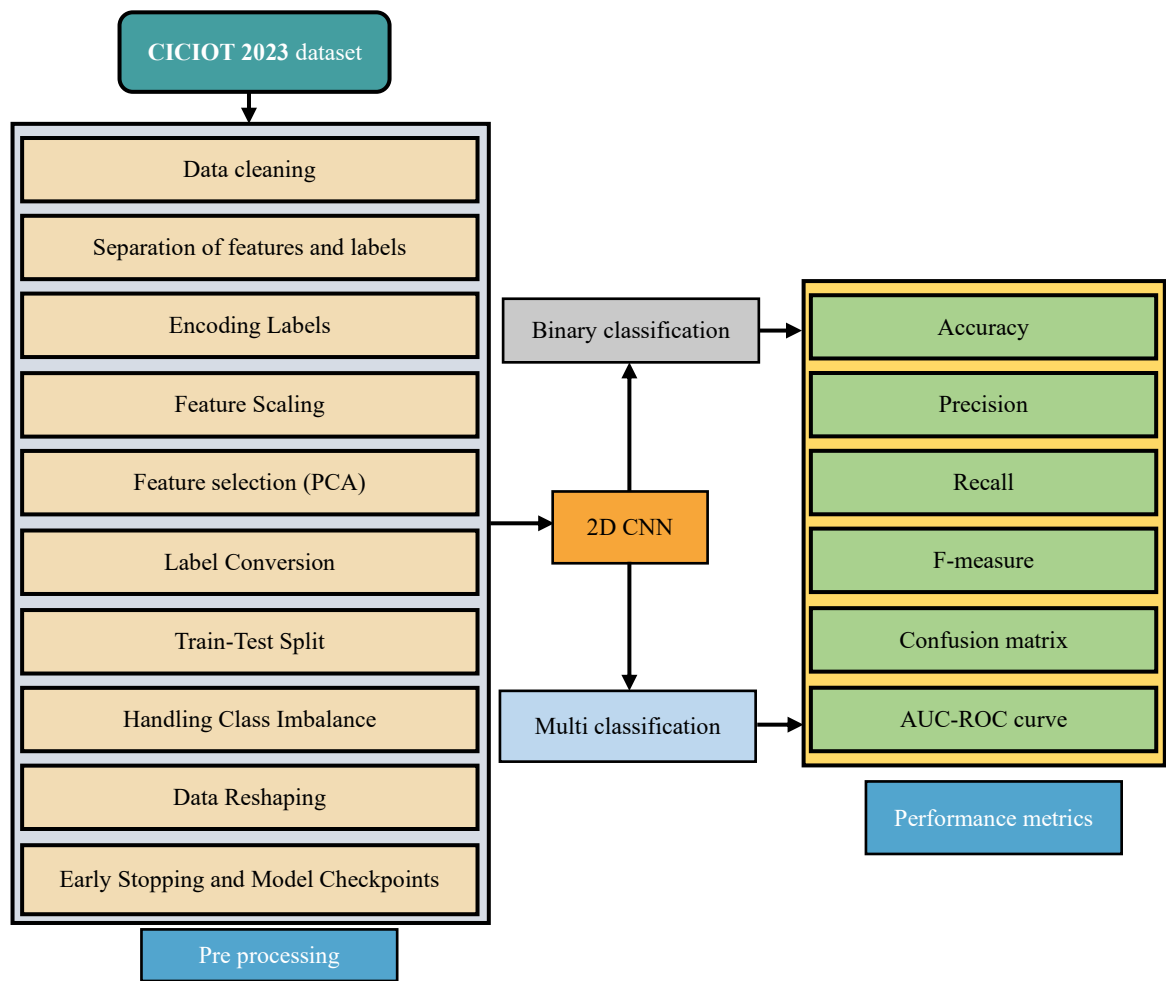 CICIOT 2023 dataset
Data cleaning
Separation of features and labels
Encoding Labels
Feature Scaling
Feature selection (PCA)
Label Conversion
Train-Test Split
Handling Class Imbalance
Data Reshaping
Early Stopping and Model Checkpoints
Pre processing
Binary classification
2D CNN
Multi classification
Accuracy
Precision
Recall
F-measure
Confusion matrix
AUC-ROC curve
Performance metrics